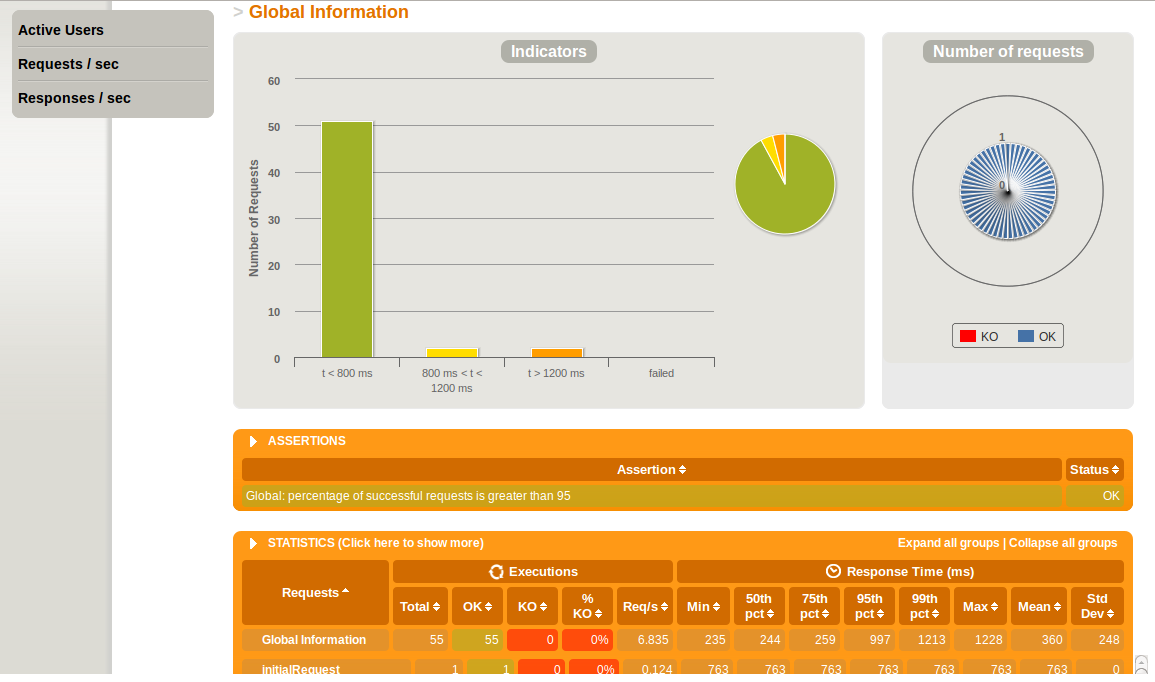 Active Users
Requests / sec
Responses / sec
> Global Information
Indicators
Number of Requests
60
50
40
30
20
10
0
t < 800 ms
800 ms < t <
1200 ms
t > 1200 ms
failed
Number of requests
1
0
KO
OK
ASSERTIONS
Assertion
Status
Global: percentage of successful requests is greater than 95
OK
STATISTICS (Click here to show more)
Expand all groups | Collapse all groups
Requests
Executions
Response Time (ms)
Total
OK
KO
%
KO
Req/s
Min
50th
pct
75th
pct
95th
pct
99th
pct
Max
Mean
Std
Dev
Global Information 55 55 0 0% 6.835 235 244 259 997 1213 1228 360 248
initialRequest 1 1 0 0% 0.124 763 763 763 763 763 763 763 0